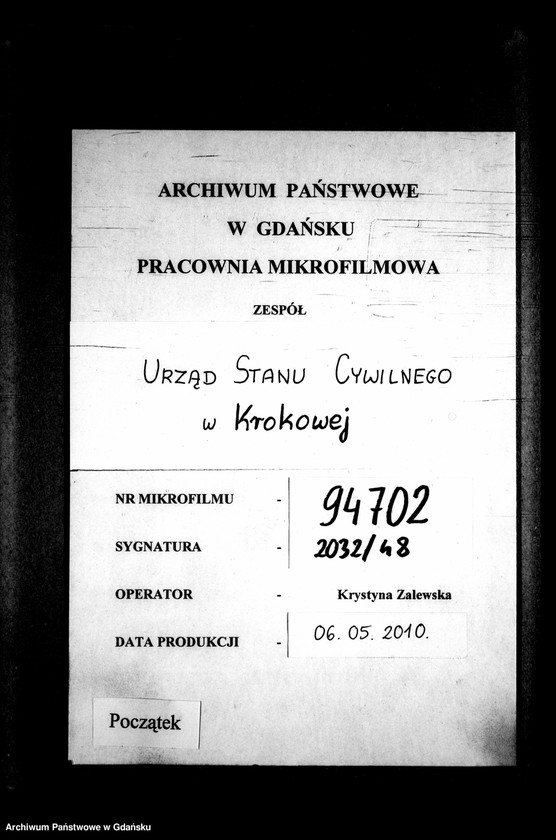 ARCHIWUM PAŃSTWOWE
W GDAŃSKU
PRACOWNIA MIKROFILMOWA
ZESPÓŁ
URZĄD STANU CYWILNEGO
w Krokowej
NR MIKROFILMU - 94702
SYGNATURA - 2032/48
OPERATOR - Krystyna Zalewska
DATA PRODUKCJI - 06. 05. 2010.
Początek
Archiwum Państwowe w Gdańsku